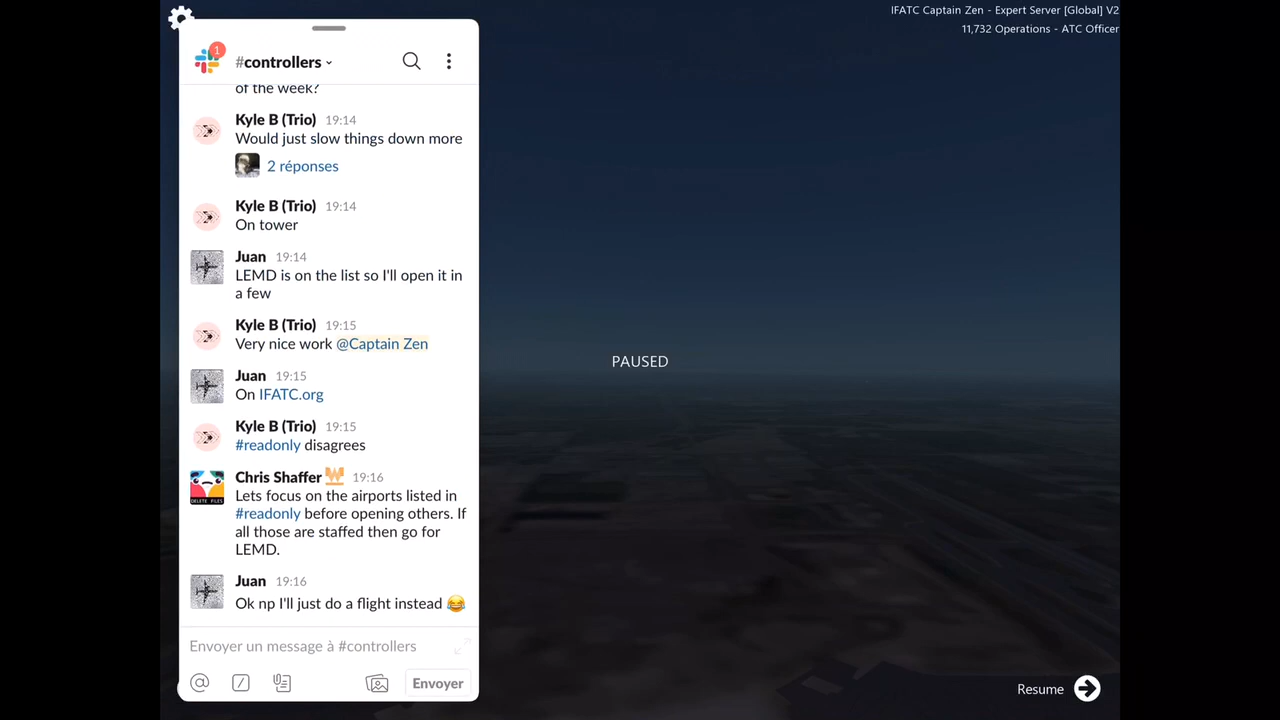 IFATC Captain Zen - Expert Server [Global] V2
11,732 Operations - ATC Officer
1
#controllers
of the week?
Kyle B (Trio) 19:14
Would just slow things down more
2 réponses
Kyle B (Trio) 19:14
On tower
Juan 19:14
LEMD is on the list so I'll open it in
a few
Kyle B (Trio) 19:15
Very nice work @Captain Zen
Juan 19:15
On IFATC.org
Kyle B (Trio) 19:15
#readonly disagrees
Chris Shaffer 19:16
Lets focus on the airports listed in
#readonly before opening others. If
all those are staffed then go for
LEMD.
DELETE FILES
Juan 19:16
Ok np I'll just do a flight instead 😂
Envoyer un message à #controllers
Envoyer
PAUSED
Resume